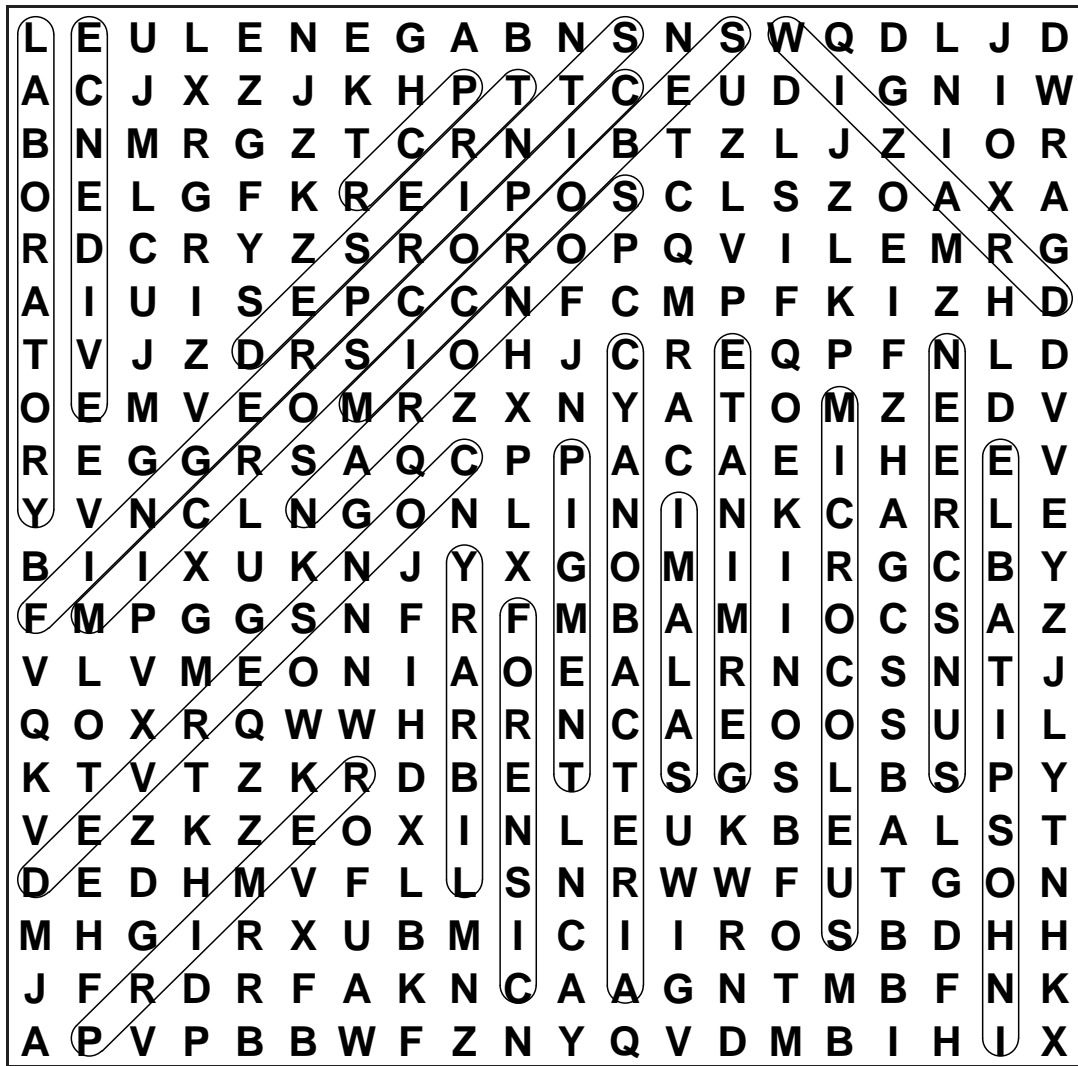 L E U L E N E G A B N S N S W Q D L J D
A C J X Z J K H P T T C E U D I G N I W
B N M R G Z T C R N I B T Z L J Z I O R
O E L G F K R E I P O S C L S Z O A X A
R D C R Y Z S R O R O P Q V I L E M R G
A I U I S E P C C N F C M P F K I Z H D
T V J Z D R S I O H J C R E Q P F N L D
O E M V E O M R Z X N Y A T O M Z E D V
R E G G R S A Q C P P A C A E I H E E V
Y V N C L N G O N L I N I N K C A R L E
B I I X U K N J Y X G O M I I R G C B Y
F M P G G S N F R F M B A M I O C S A Z
V L V M E O N I A O E A L R N C S N T J
Q O X R Q W W H R R N C A E O O S U I L
K T V T Z K R D B E T T S G S L B S P Y
V E Z K Z E O X I N L E U K B E A L S T
D E D H M V F L L S N R W W F U T G O N
M H G I R X U B M I C I I R O S B D H H
J F R D R F A K N C A A G N T M B F N K
A P V P B B W F Z N Y Q V D M B I H I X